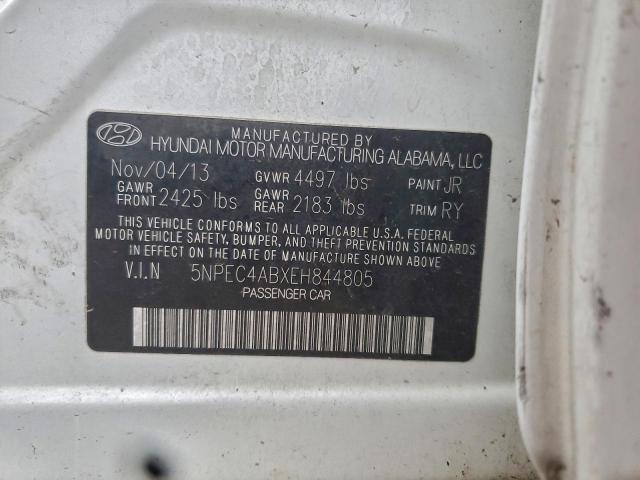 MANUFACTURED BY
HYUNDAI MOTOR MANUFACTURING ALABAMA, LLC
Nov/04/13 GVWR 4497 lbs PAINT JR
GAWR FRONT 2425 lbs GAWR REAR 2183 lbs TRIM RY
THIS VEHICLE CONFORMS TO ALL APPLICABLE U.S.A. FEDERAL
MOTOR VEHICLE SAFETY, BUMPER, AND THEFT PREVENTION STANDARDS
IN EFFECT ON THE DATE OF MANUFACTURE SHOWN ABOVE.
V.I.N 5NPEC4ABXEH844805
PASSENGER CAR